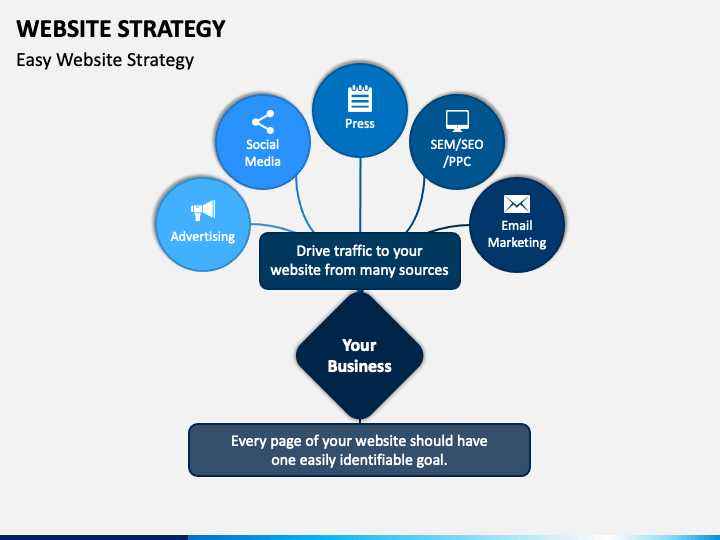 WEBSITE STRATEGY
Easy Website Strategy
Press
Social
Media
SEM/SEO
/PPC
Advertising
Email
Marketing
Drive traffic to your
website from many sources
Your
Business
Every page of your website should have
one easily identifiable goal.